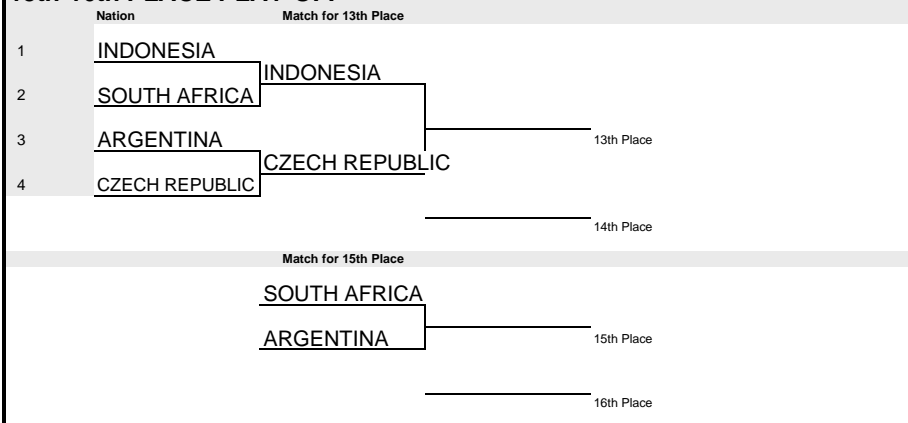 Nation Match for 13th Place
1 INDONESIA
INDONESIA
2 SOUTH AFRICA
3 ARGENTINA 13th Place
CZECH REPUBLIC
4 CZECH REPUBLIC
14th Place
Match for 15th Place
SOUTH AFRICA
ARGENTINA 15th Place
16th Place